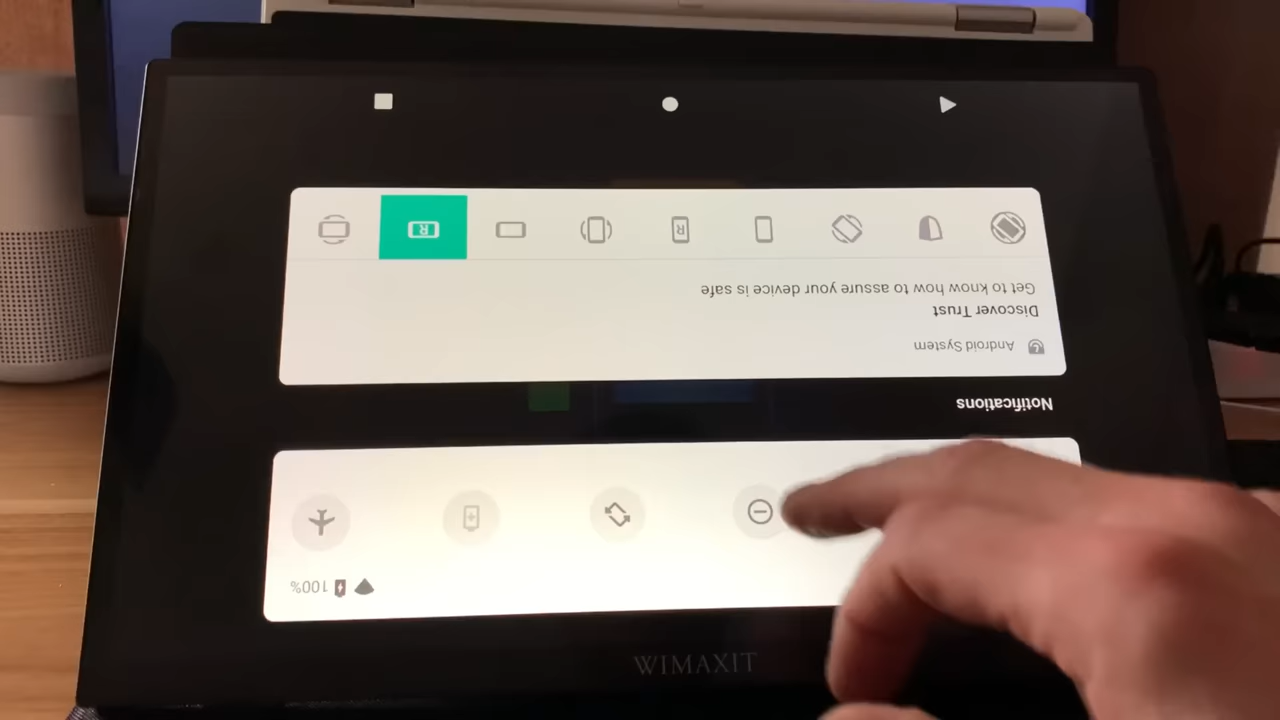 100%
Notifications
Android System
Discover Trust
Get to know how to assure your device is safe
R
R
WIMAXIT